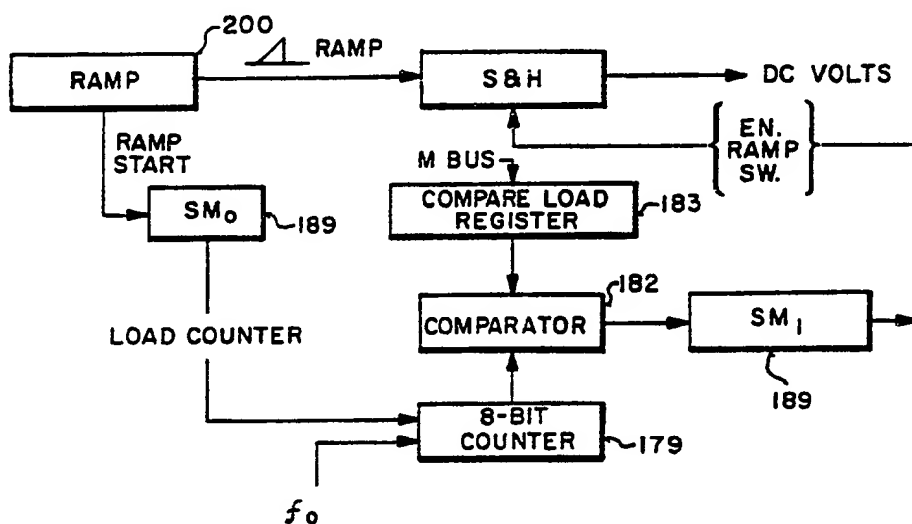 200
RAMP
RAMP
S&H
DC VOLTS
RAMP
START
EN.
RAMP
SW.
M BUS
COMPARE LOAD
REGISTER
183
SM0
189
182
COMPARATOR
SM1
189
LOAD COUNTER
8-BIT
COUNTER
179
f0